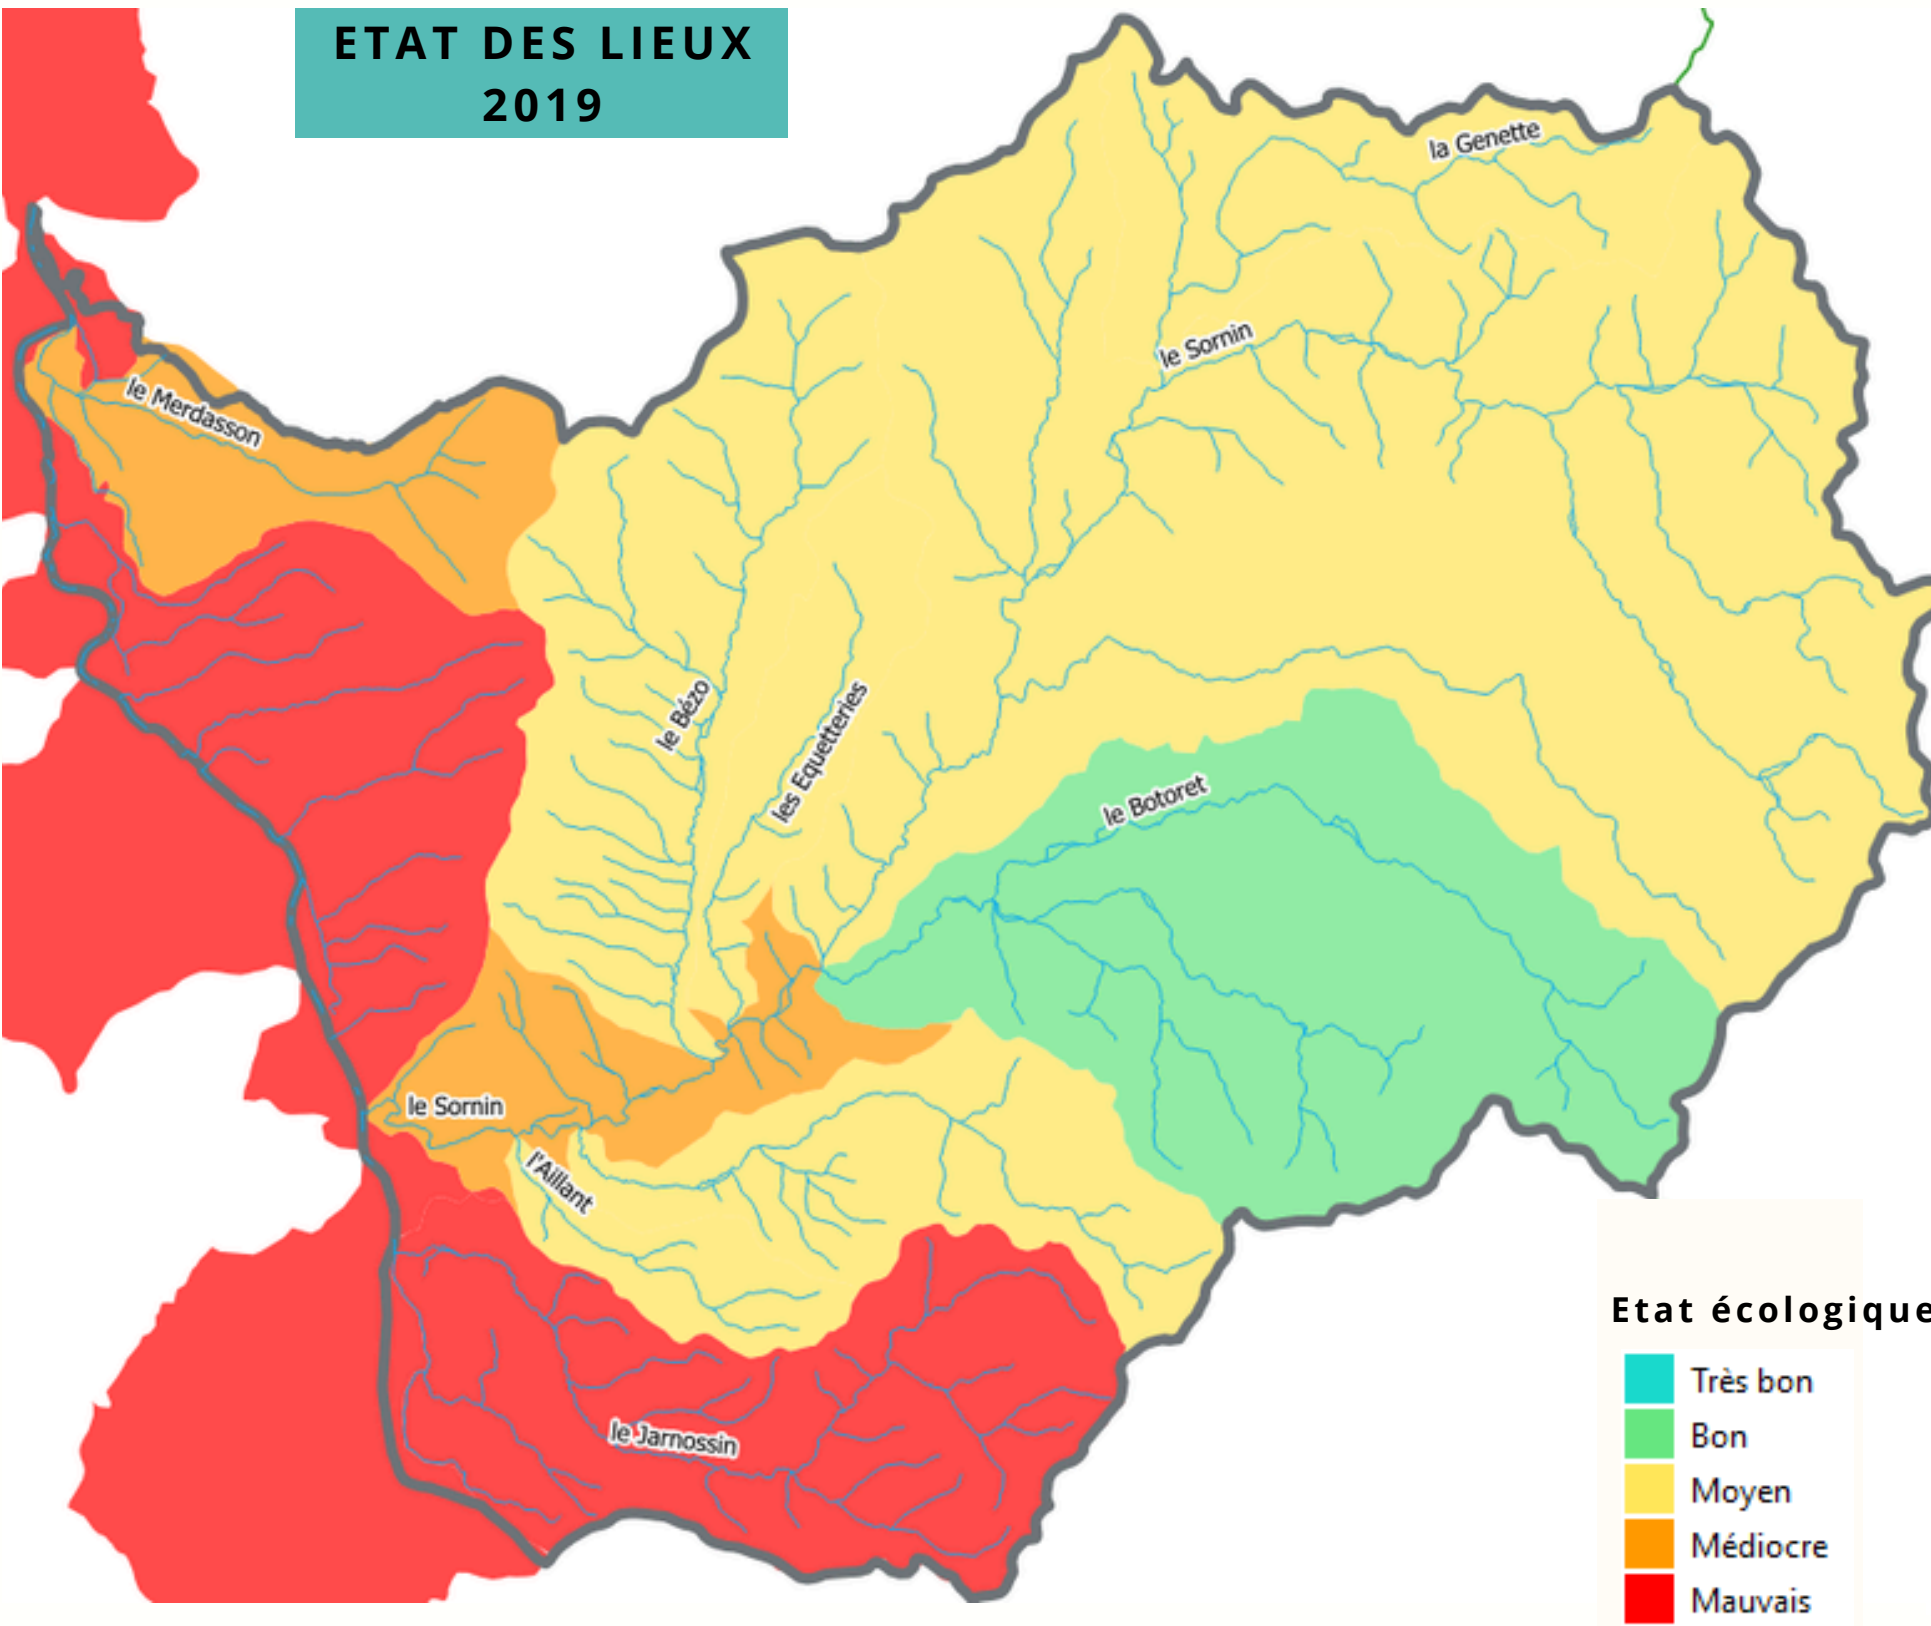 ETAT DES LIEUX
2019
la Genette
le Sornin
le Merdasson
le Bézo
les Equetteries
le Botoret
le Sornin
l'Aillant
le Jarnossin
Etat écologique
Très bon
Bon
Moyen
Médiocre
Mauvais